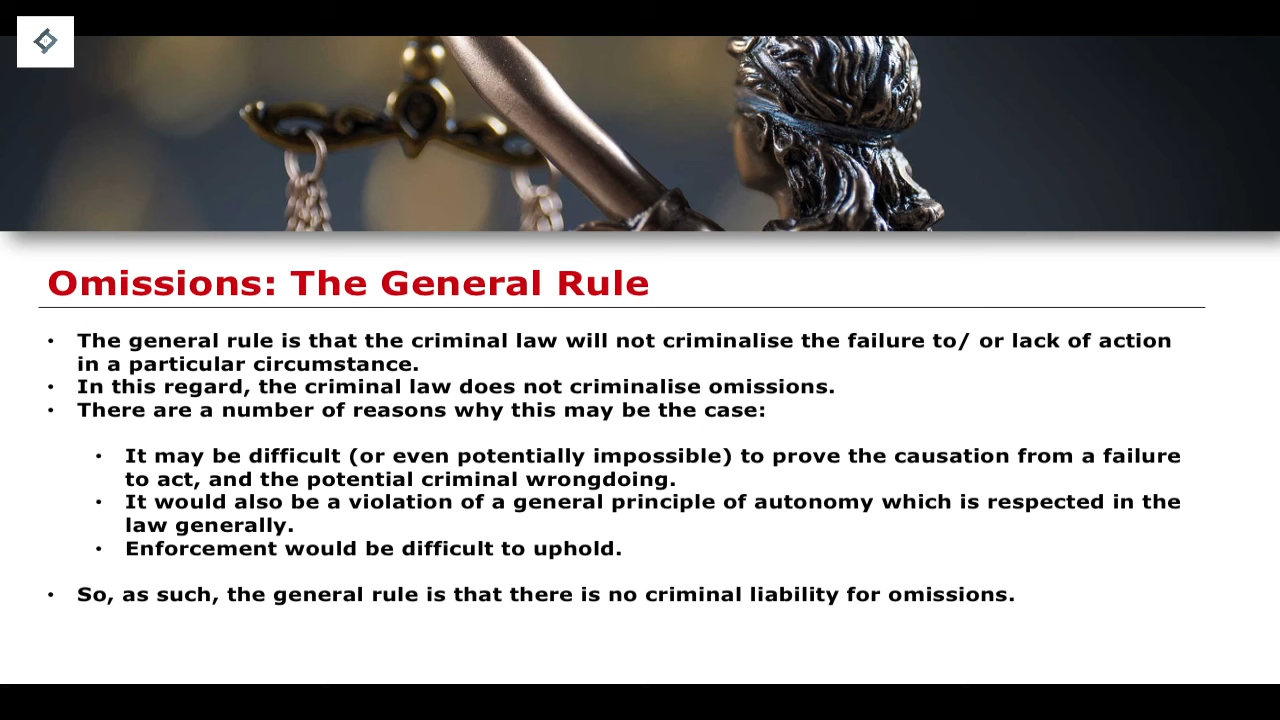 Omissions: The General Rule
• The general rule is that the criminal law will not criminalise the failure to/ or lack of action
in a particular circumstance.
• In this regard, the criminal law does not criminalise omissions.
• There are a number of reasons why this may be the case:
• It may be difficult (or even potentially impossible) to prove the causation from a failure
to act, and the potential criminal wrongdoing.
• It would also be a violation of a general principle of autonomy which is respected in the
law generally.
• Enforcement would be difficult to uphold.
• So, as such, the general rule is that there is no criminal liability for omissions.